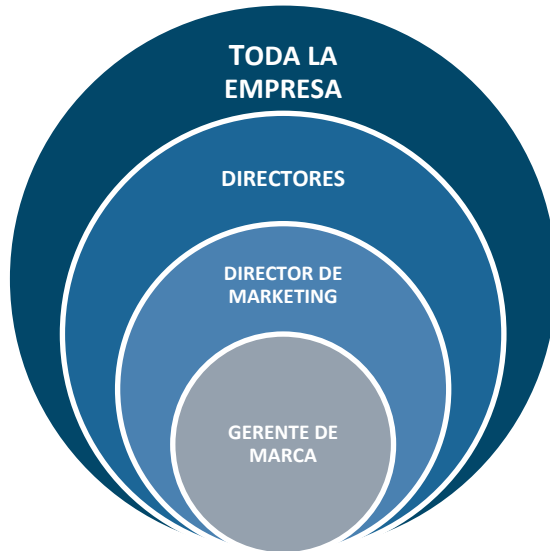 TODA LA
EMPRESA
DIRECTORES
DIRECTOR DE
MARKETING
GERENTE DE
MARCA